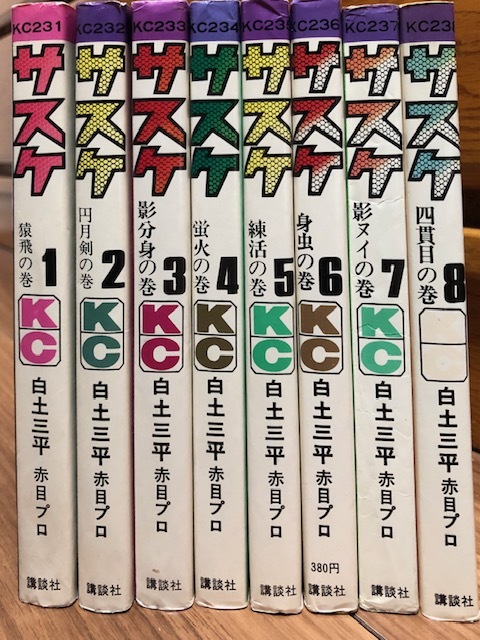 KC231
サスケ
猿飛の巻
1
KC
白土三平
赤目プロ
講談社
KC232
サスケ
円月剣の巻
2
KC
白土三平
赤目プロ
講談社
KC233
サスケ
影分身の巻
3
KC
白土三平
赤目プロ
講談社
KC234
サスケ
蛍火の巻
4
KC
白土三平
赤目プロ
講談社
KC235
サスケ
練活の巻
5
KC
白土三平
赤目プロ
講談社
KC236
サスケ
身虫の巻
6
KC
白土三平
赤目プロ
380円
講談社
KC237
サスケ
影ヌイの巻
7
KC
白土三平
赤目プロ
講談社
KC238
サスケ
四貫目の巻
8
白土三平
赤目プロ
講談社